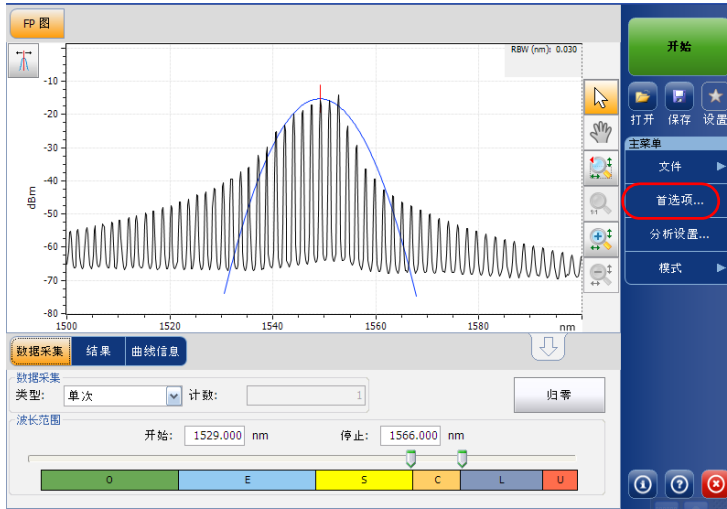 FP 图
RBW (nm): 0.030
dBm
-10
-20
-30
-40
-50
-60
-70
-80
1500 1520 1540 1560 1580 nm
1:1
数据采集 结果 曲线信息
数据采集
类型: 单次 计数: 1 归零
波长范围
开始: 1529.000 nm 停止: 1566.000 nm
O E S C L U
开始
打开 保存 设置
主菜单
文件
首选项...
分析设置...
模式